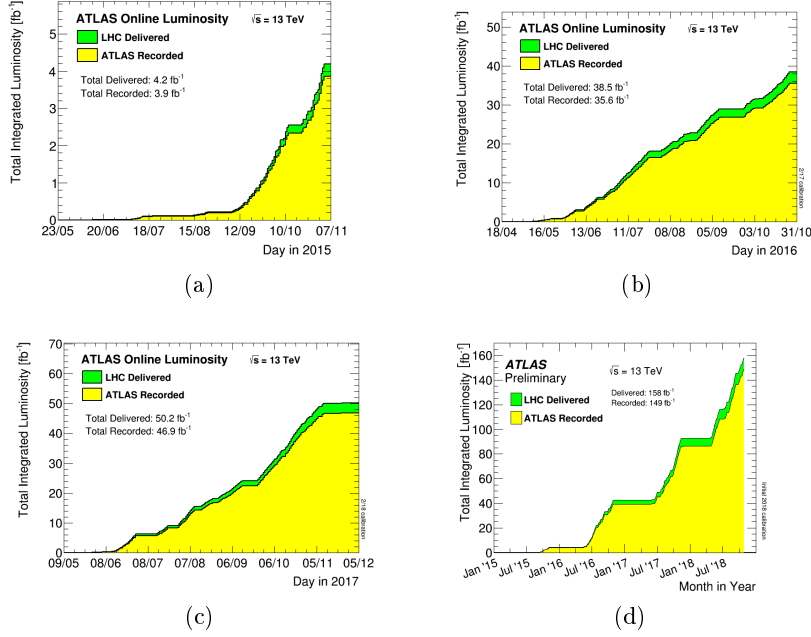 ATLAS Online Luminosity √s = 13 TeV
LHC Delivered
ATLAS Recorded
Total Delivered: 4.2 fb⁻¹
Total Recorded: 3.9 fb⁻¹
Total Integrated Luminosity [fb⁻¹]
5
4
3
2
1
0
23/05 20/06 18/07 15/08 12/09 10/10 07/11
Day in 2015
(a)
ATLAS Online Luminosity √s = 13 TeV
LHC Delivered
ATLAS Recorded
Total Delivered: 38.5 fb⁻¹
Total Recorded: 35.6 fb⁻¹
Total Integrated Luminosity [fb⁻¹]
50
40
30
20
10
0
18/04 16/05 13/06 11/07 08/08 05/09 03/10 31/10
Day in 2016
2/17 calibration
(b)
ATLAS Online Luminosity √s = 13 TeV
LHC Delivered
ATLAS Recorded
Total Delivered: 50.2 fb⁻¹
Total Recorded: 46.9 fb⁻¹
Total Integrated Luminosity [fb⁻¹]
70
60
50
40
30
20
10
0
09/05 08/06 08/07 07/08 06/09 06/10 05/11 05/12
Day in 2017
2/18 calibration
(c)
ATLAS
Preliminary
√s = 13 TeV
LHC Delivered
ATLAS Recorded
Delivered: 158 fb⁻¹
Recorded: 149 fb⁻¹
Total Integrated Luminosity [fb⁻¹]
160
140
120
100
80
60
40
20
0
Jan '15 Jul '15 Jan '16 Jul '16 Jan '17 Jul '17 Jan '18 Jul '18
Month in Year
Initial 2018 calibration
(d)